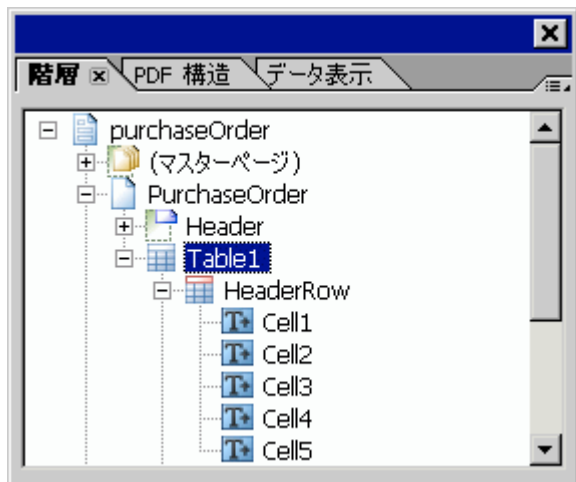 階層 PDF 構造 データ表示
purchaseOrder
(マスターページ)
PurchaseOrder
Header
Table1
HeaderRow
Cell1
Cell2
Cell3
Cell4
Cell5